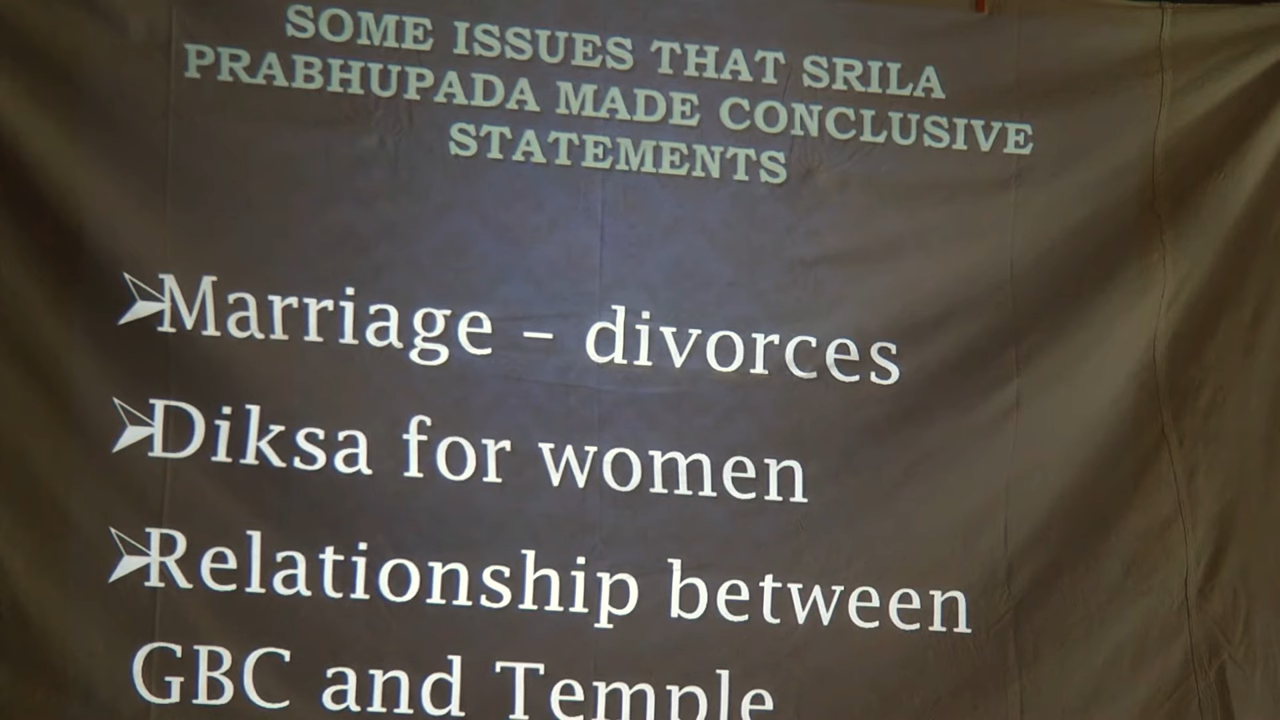 SOME ISSUES THAT SRILA
PRABHUPADA MADE CONCLUSIVE
STATEMENTS
Marriage – divorces
Diksa for women
Relationship between
GBC and Temple